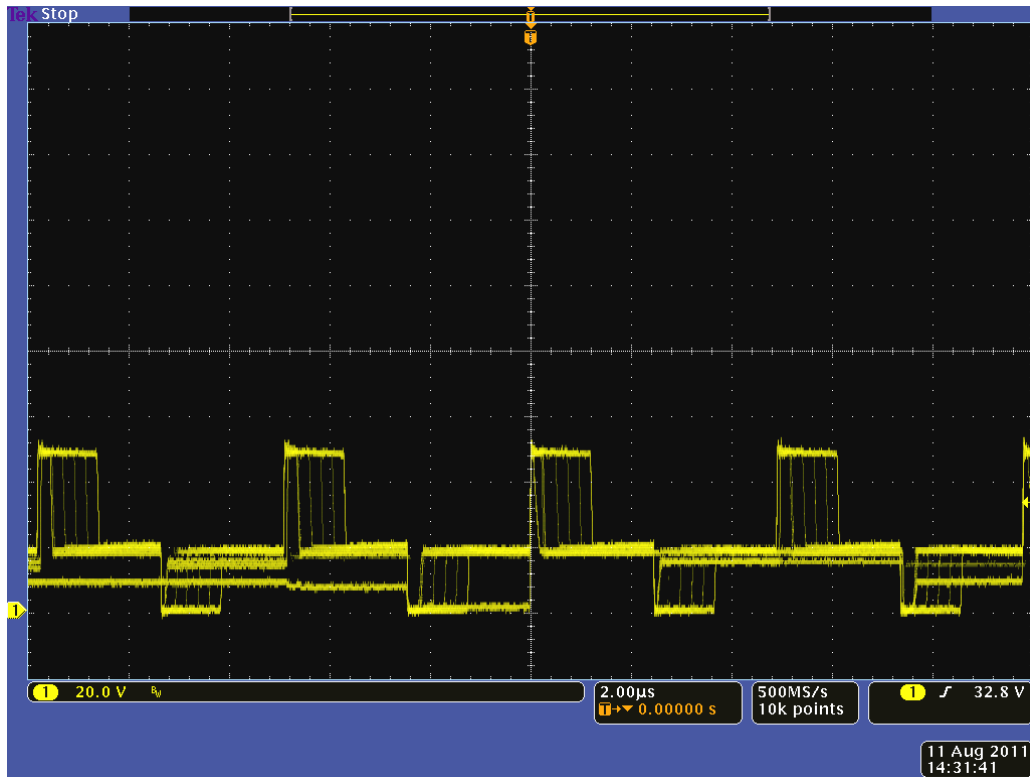 Tek Stop
T
T
1
1 20.0 V BW
2.00µs
T→▼ 0.00000 s
500MS/s
10k points
1 ƒ 32.8 V
11 Aug 2011
14:31:41